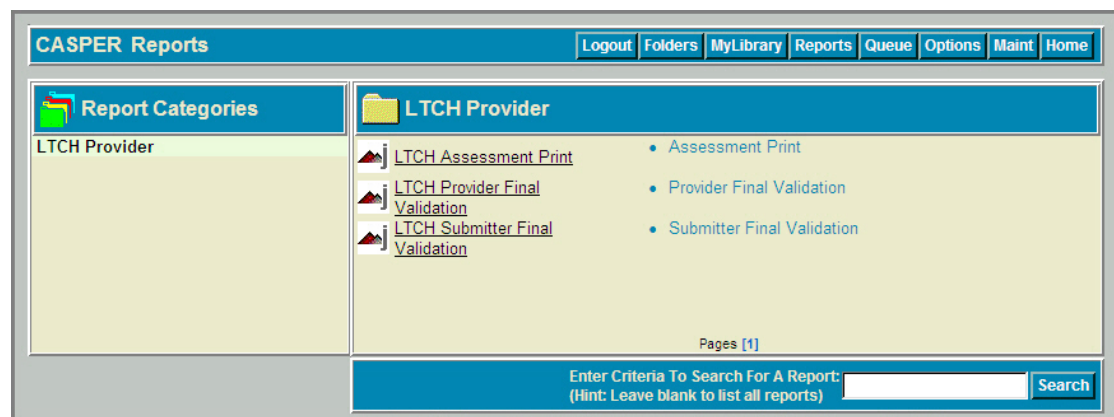 CASPER Reports
Logout Folders MyLibrary Reports Queue Options Maint Home
Report Categories
LTCH Provider
LTCH Provider
LTCH Assessment Print
• Assessment Print
LTCH Provider Final
Validation
• Provider Final Validation
LTCH Submitter Final
Validation
• Submitter Final Validation
Pages [1]
Enter Criteria To Search For A Report:
(Hint: Leave blank to list all reports)
Search